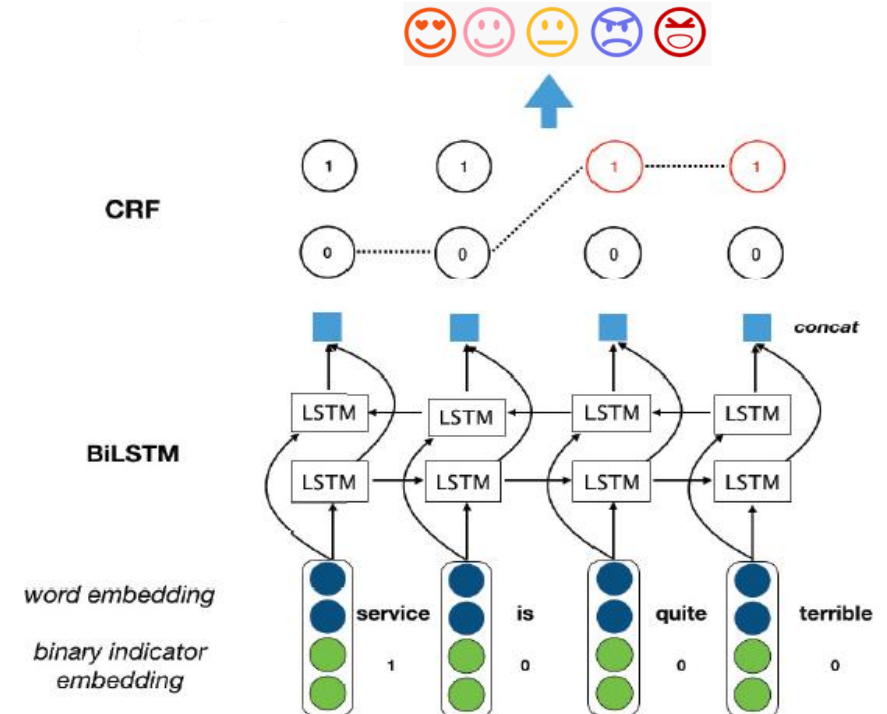 1 1 1 1
CRF
0 0 0 0
concat
LSTM LSTM LSTM LSTM
BiLSTM
LSTM LSTM LSTM LSTM
word embedding
service is quite terrible
binary indicator
embedding
1 0 0 0